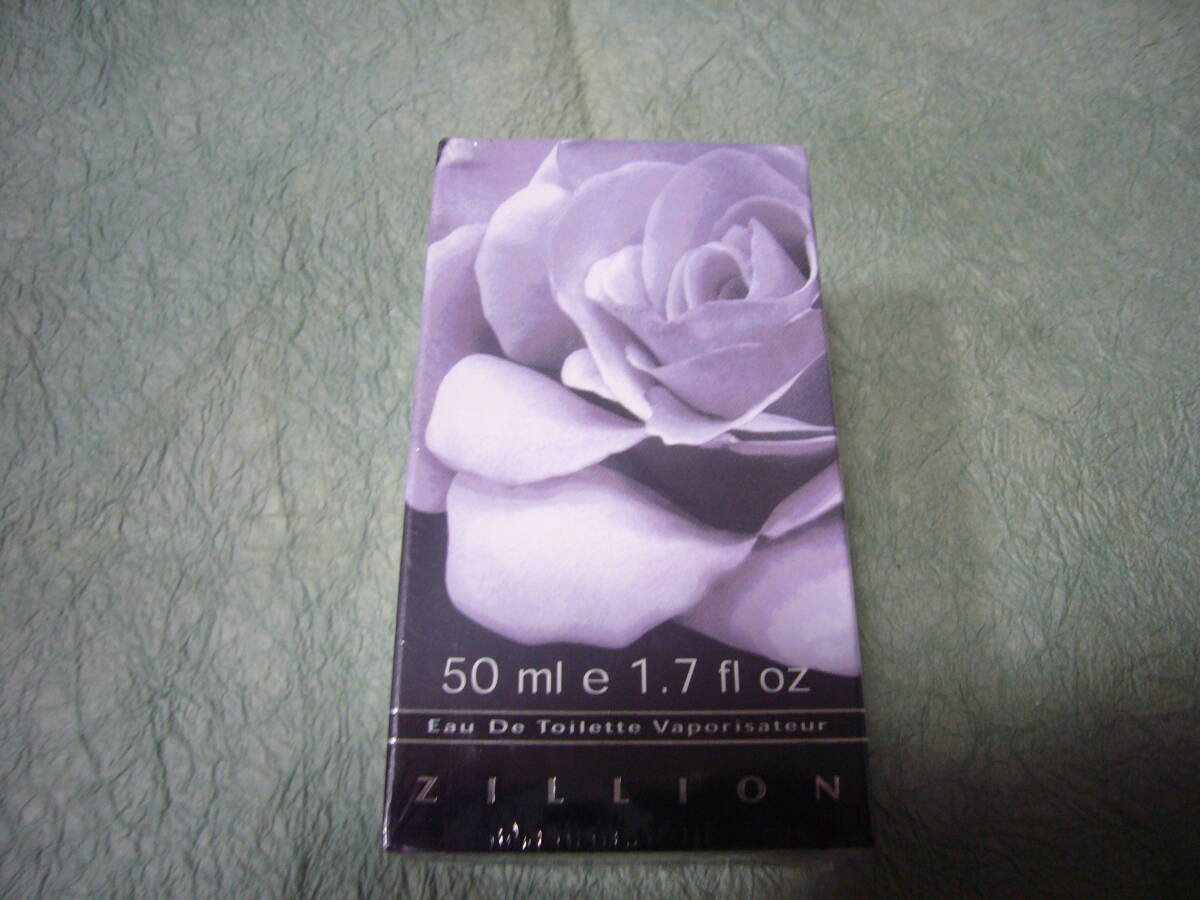 50 ml e 1.7 fl oz
Eau De Toilette Vaporisateur
ZILLION